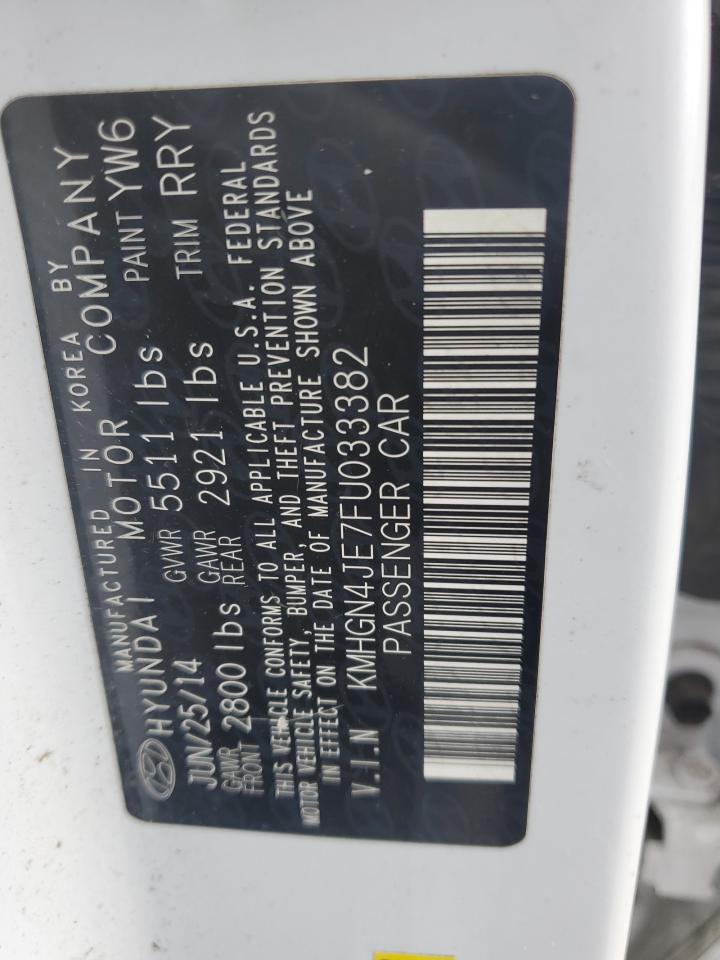 MANUFACTURED IN KOREA BY
HYUNDAI MOTOR COMPANY
JUN/25/14 GVWR 5511 lbs PAINT YW6
GAWR FRONT 2800 lbs GAWR REAR 2921 lbs TRIM RRY
THIS VEHICLE CONFORMS TO ALL APPLICABLE U.S.A. FEDERAL
MOTOR VEHICLE SAFETY, BUMPER, AND THEFT PREVENTION STANDARDS
IN EFFECT ON THE DATE OF MANUFACTURE SHOWN ABOVE
V.I.N KMHGN4JE7FU033382
PASSENGER CAR